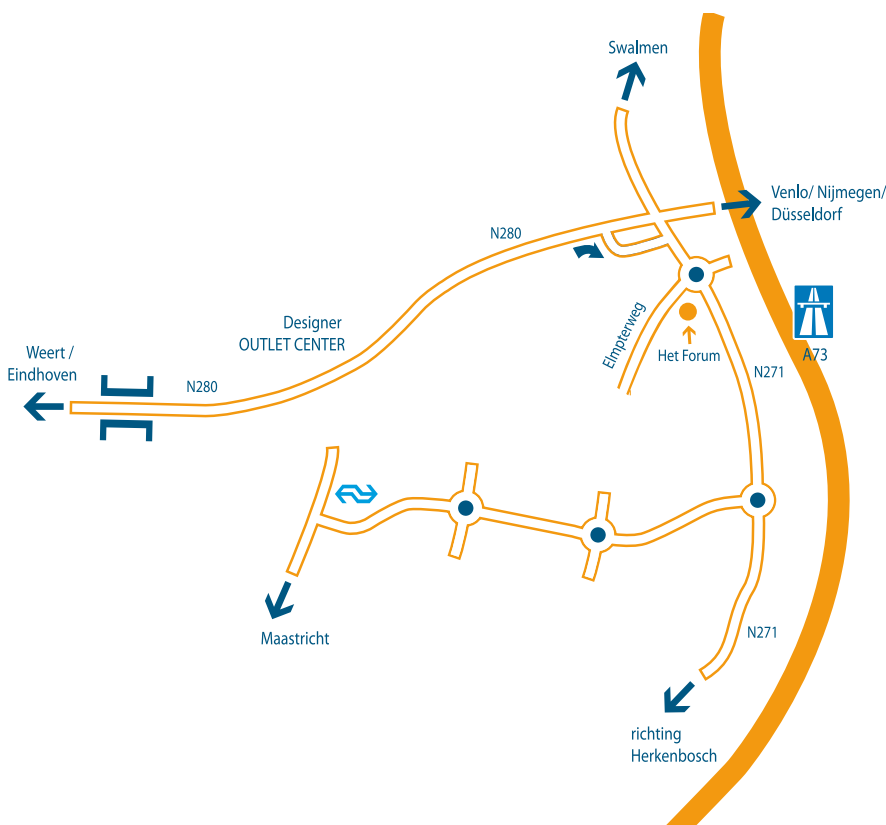 Swalmen
Venlo/ Nijmegen/
Düsseldorf
N280
Designer
OUTLET CENTER
Elmpterweg
Het Forum
A73
N271
Weert /
Eindhoven
N280
Maastricht
N271
richting
Herkenbosch